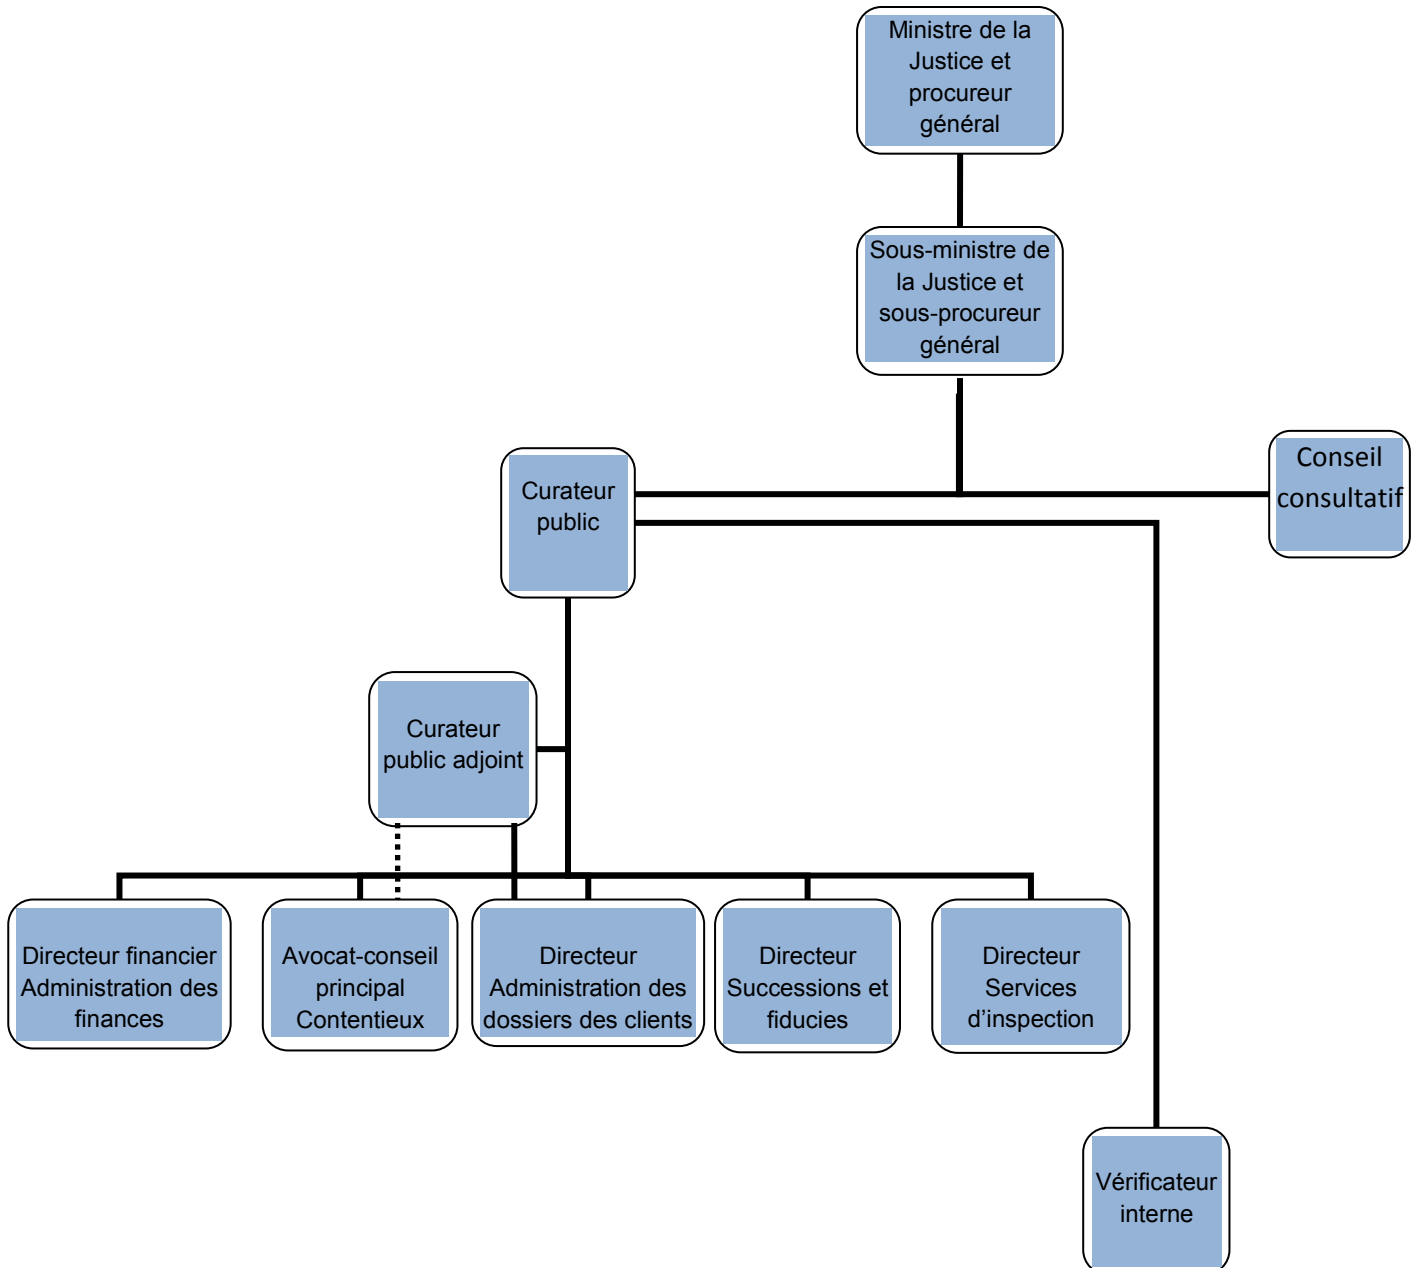 Ministre de la
Justice et
procureur
général
Sous-ministre de
la Justice et
sous-procureur
général
Curateur
public
Conseil
consultatif
Curateur
public adjoint
Directeur financier
Administration des
finances
Avocat-conseil
principal
Contentieux
Directeur
Administration des
dossiers des clients
Directeur
Successions et
fiducies
Directeur
Services
d’inspection
Vérificateur
interne